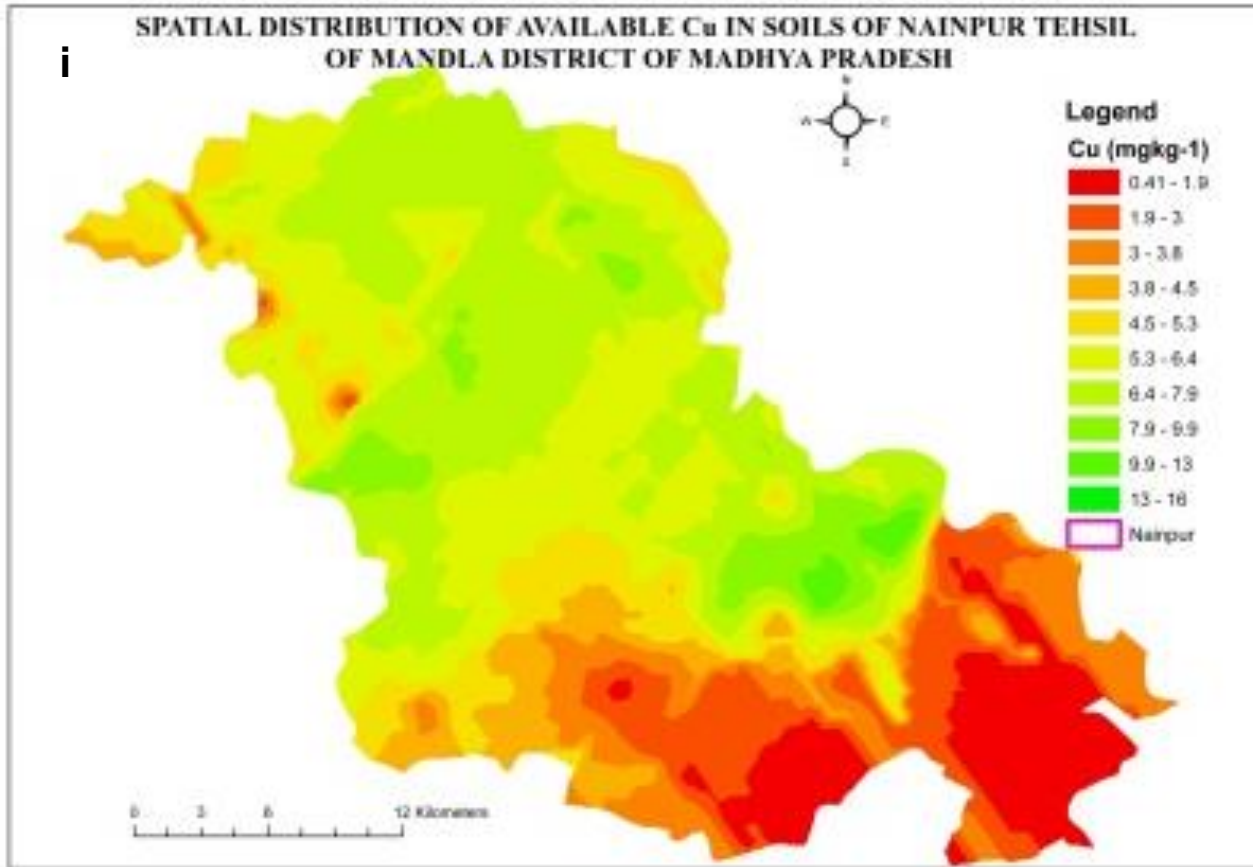 SPATIAL DISTRIBUTION OF AVAILABLE Cu IN SOILS OF NAINPUR TEHSIL
OF MANDLA DISTRICT OF MADHYA PRADESH
i
N
E
S
Legend
Cu (mgkg-1)
0.41 - 1.9
1.9 - 3
3 - 3.8
3.8 - 4.5
4.5 - 5.3
5.3 - 6.4
6.4 - 7.9
7.9 - 9.9
9.9 - 13
13 - 16
Nainpur
0 3 6 12 Kilometers